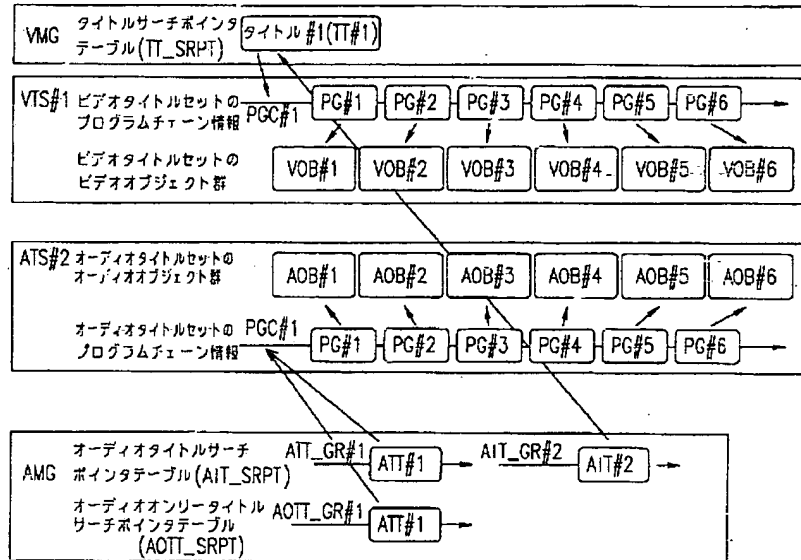 VMG
タイトルサーチポインタ
テーブル(TT_SRPT)
タイトル #1(TT#1)
VTS#1
ビデオタイトルセットの
プログラムチェーン情報
PGC#1
PG#1 PG#2 PG#3 PG#4 PG#5 PG#6
ビデオタイトルセットの
ビデオオブジェクト群
VOB#1 VOB#2 VOB#3 VOB#4 VOB#5 VOB#6
ATS#2
オーディオタイトルセットの
オーディオオブジェクト群
AOB#1 AOB#2 AOB#3 AOB#4 AOB#5 AOB#6
オーディオタイトルセットの
プログラムチェーン情報
PGC#1
PG#1 PG#2 PG#3 PG#4 PG#5 PG#6
AMG
オーディオタイトルサーチ
ポインタテーブル(AIT_SRPT)
ATT_GR#1
ATT#1
AIT_GR#2
AIT#2
オーディオオンリータイトル
サーチポインタテーブル
(AOTT_SRPT)
AOTT_GR#1
ATT#1